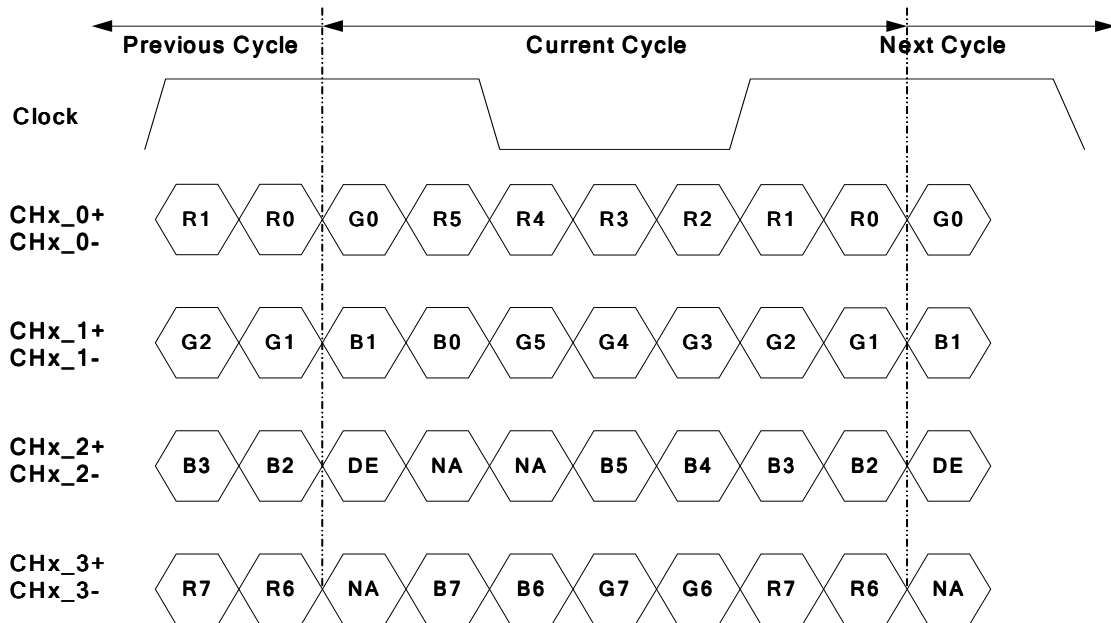 Previous Cycle Current Cycle Next Cycle
Clock
CHx_0+
CHx_0-
R1 R0 G0 R5 R4 R3 R2 R1 R0 G0
CHx_1+
CHx_1-
G2 G1 B1 B0 G5 G4 G3 G2 G1 B1
CHx_2+
CHx_2-
B3 B2 DE NA NA B5 B4 B3 B2 DE
CHx_3+
CHx_3-
R7 R6 NA B7 B6 G7 G6 R7 R6 NA